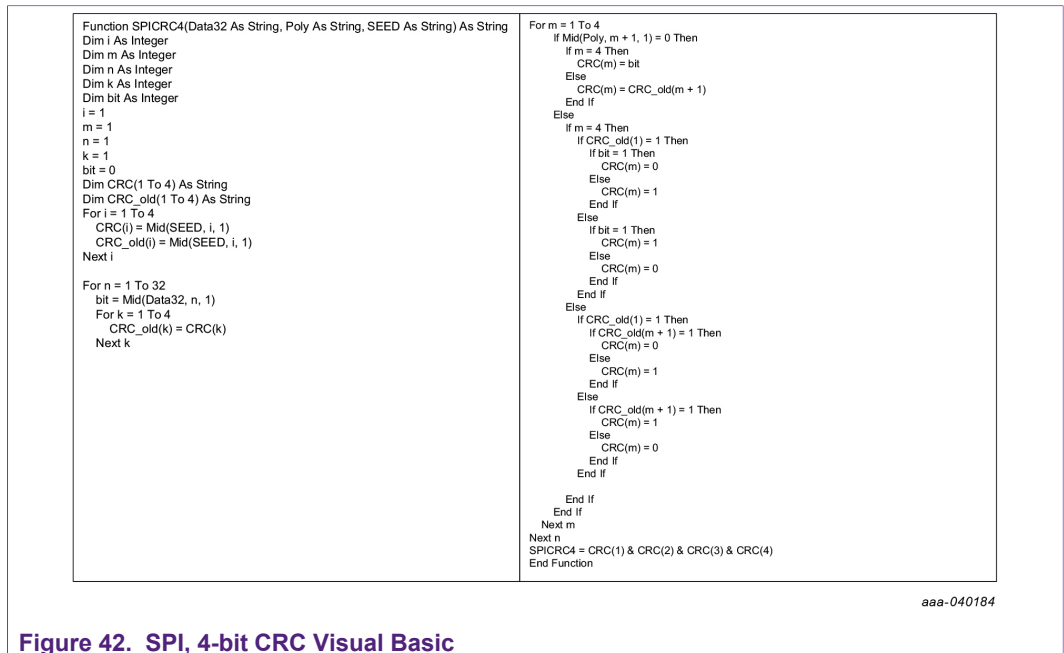 Function SPICRC4(Data32 As String, Poly As String, SEED As String) As String
Dim i As Integer
Dim m As Integer
Dim n As Integer
Dim k As Integer
Dim bit As Integer
i = 1
m = 1
n = 1
k = 1
bit = 0
Dim CRC(1 To 4) As String
Dim CRC_old(1 To 4) As String
For i = 1 To 4
CRC(i) = Mid(SEED, i, 1)
CRC_old(i) = Mid(SEED, i, 1)
Next i
For n = 1 To 32
bit = Mid(Data32, n, 1)
For k = 1 To 4
CRC_old(k) = CRC(k)
Next k
For m = 1 To 4
If Mid(Poly, m + 1, 1) = 0 Then
If m = 4 Then
CRC(m) = bit
Else
CRC(m) = CRC_old(m + 1)
End If
Else
If m = 4 Then
If CRC_old(1) = 1 Then
If bit = 1 Then
CRC(m) = 0
Else
CRC(m) = 1
End If
Else
If bit = 1 Then
CRC(m) = 1
Else
CRC(m) = 0
End If
End If
Else
If CRC_old(1) = 1 Then
If CRC_old(m + 1) = 1 Then
CRC(m) = 0
Else
CRC(m) = 1
End If
Else
If CRC_old(m + 1) = 1 Then
CRC(m) = 1
Else
CRC(m) = 0
End If
End If
End If
End If
Next m
Next n
SPICRC4 = CRC(1) & CRC(2) & CRC(3) & CRC(4)
End Function
aaa-040184
Figure 42. SPI, 4-bit CRC Visual Basic